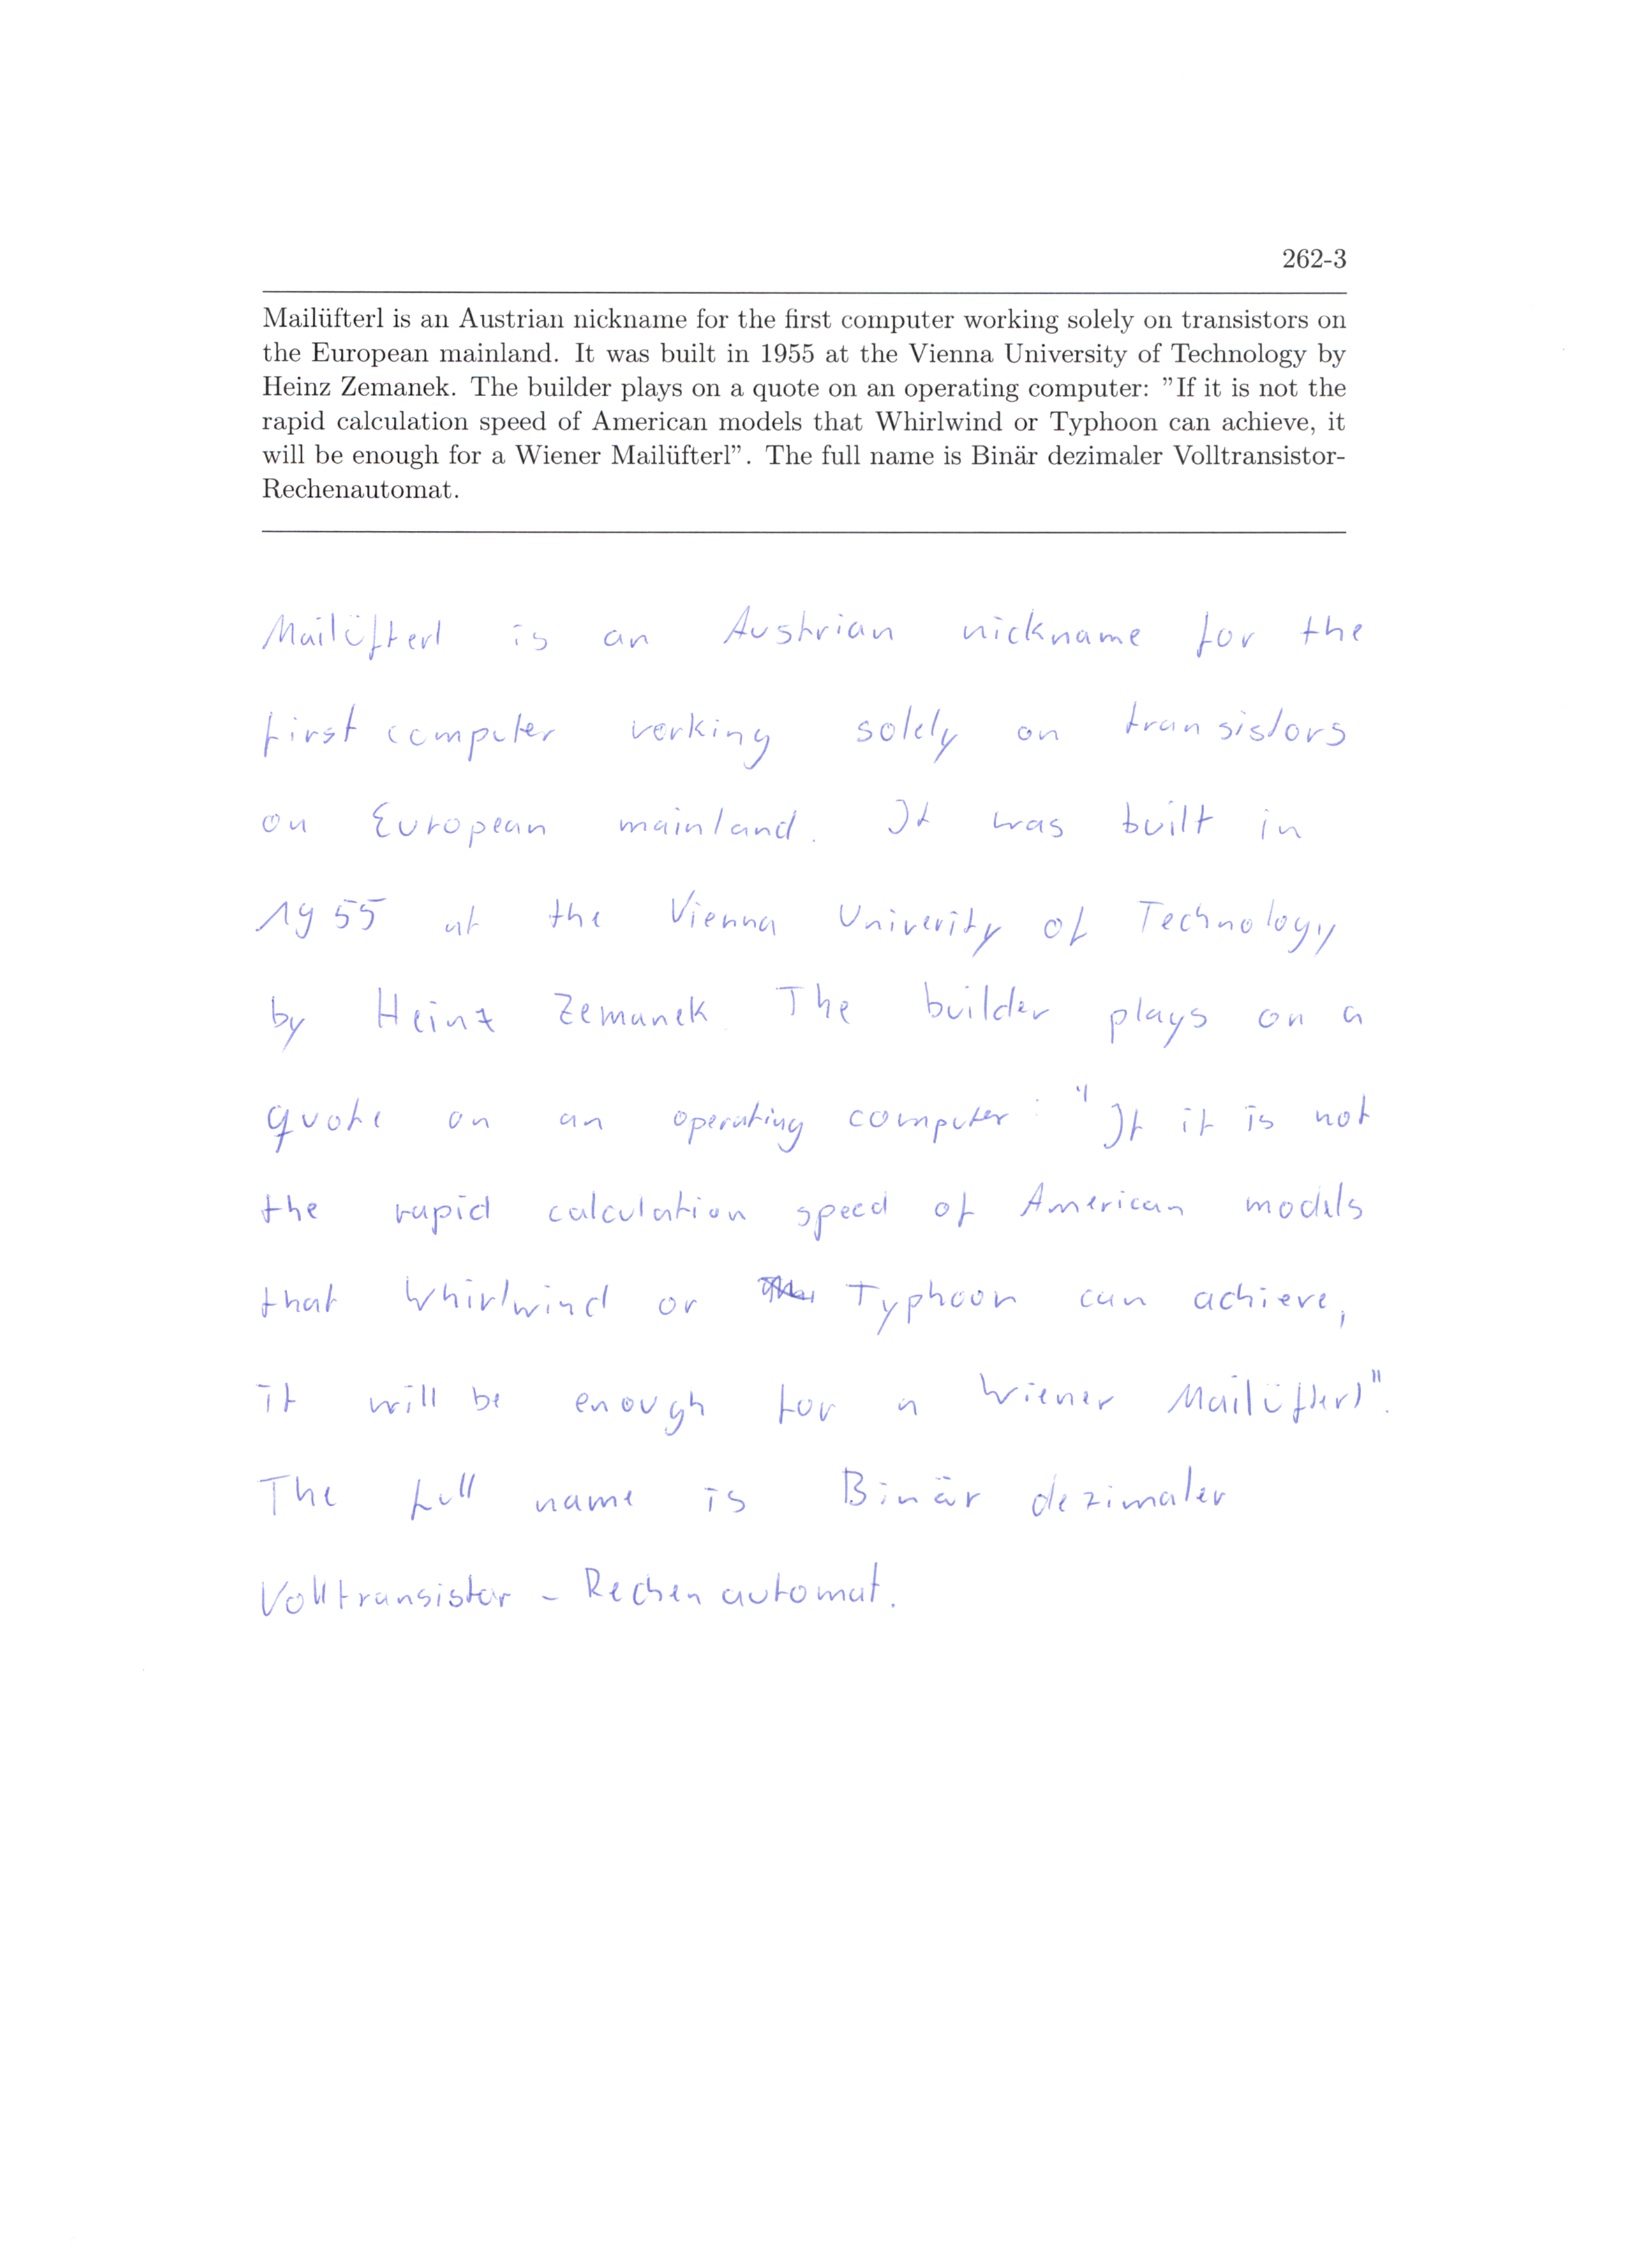 262-3
Mailüfterl is an Austrian nickname for the first computer working solely on transistors on
the European mainland. It was built in 1955 at the Vienna University of Technology by
Heinz Zemanek. The builder plays on a quote on an operating computer: ”If it is not the
rapid calculation speed of American models that Whirlwind or Typhoon can achieve, it
will be enough for a Wiener Mailüfterl”. The full name is Binär dezimaler Volltransistor-
Rechenautomat.
Mailüfterl is an Austrian nickname for the
first computer working solely on transistors
on European mainland. It was built in
1955 at the Vienna Univerity of Technology
by Heinz Zemanek. The builder plays on a
quote on an operating computer: "If it is not
the rapid calculation speed of American models
that Whirlwind or Typhoon can achieve,
it will be enough for a Wiener Mailüfterl".
The full name is Binär dezimaler
Volltransistor - Rechenautomat.